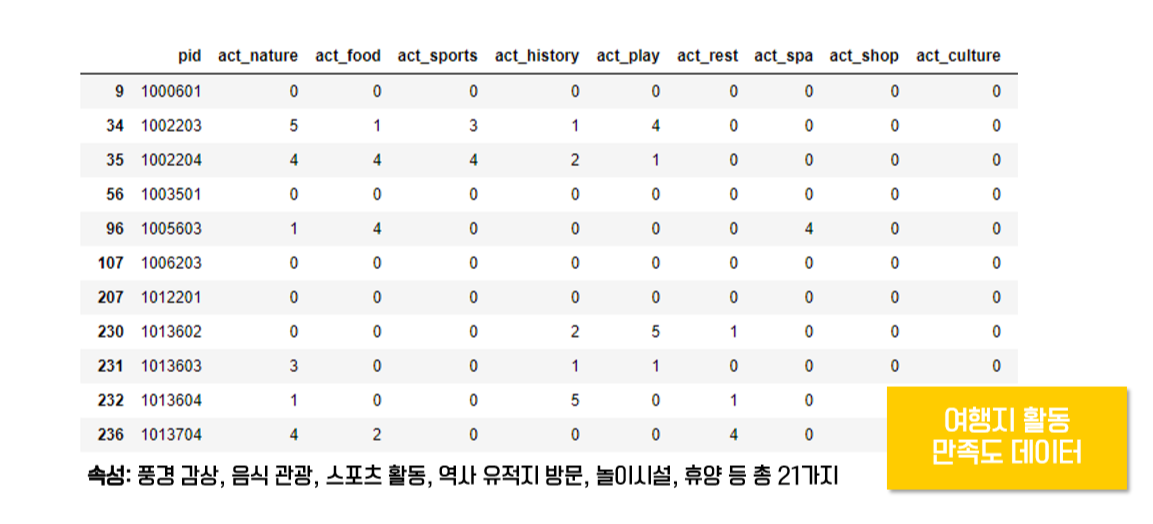 pid act_nature act_food act_sports act_history act_play act_rest act_spa act_shop act_culture
9 1000601 0 0 0 0 0 0 0 0 0
34 1002203 5 1 3 1 4 0 0 0 0
35 1002204 4 4 4 2 1 0 0 0 0
56 1003501 0 0 0 0 0 0 0 0 0
96 1005603 1 4 0 0 0 0 4 0 0
107 1006203 0 0 0 0 0 0 0 0 0
207 1012201 0 0 0 0 0 0 0 0 0
230 1013602 0 0 0 2 5 1 0 0 0
231 1013603 3 0 0 1 1 0 0 0 0
232 1013604 1 0 0 5 0 1 0
236 1013704 4 2 0 0 0 4 0
여행지 활동
만족도 데이터
속성: 풍경 감상, 음식 관광, 스포츠 활동, 역사 유적지 방문, 놀이시설, 휴양 등 총 21가지